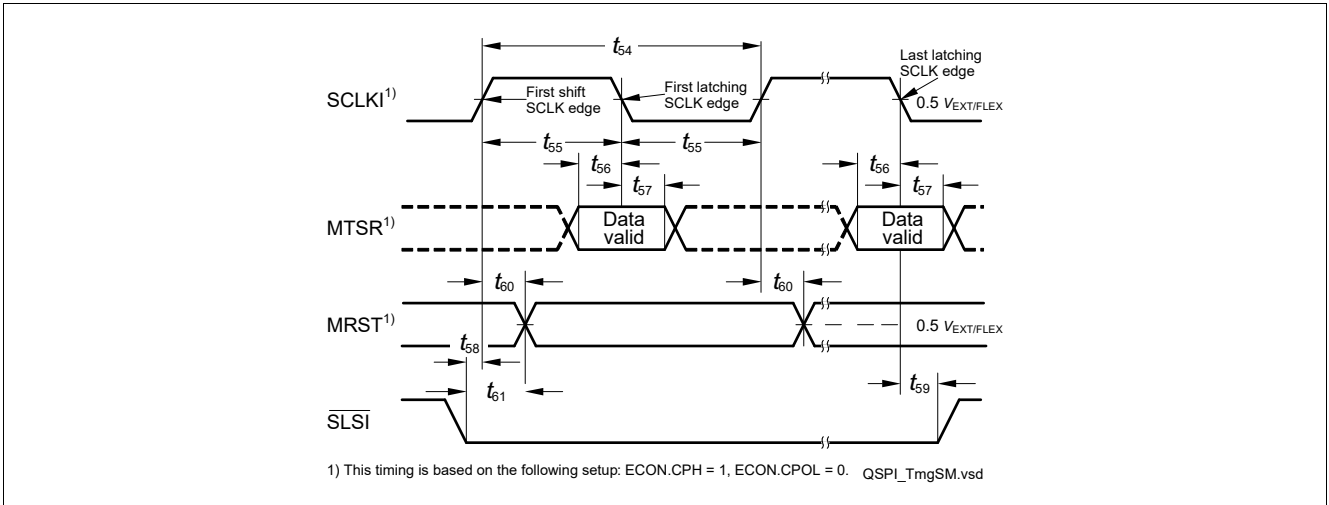 t54
Last latching
SCLK edge
SCLKI1)
First shift
SCLK edge
First latching
SCLK edge
0.5 VEXT/FLEX
t55
t55
t56
t56
t57
t57
MTSR1)
Data
valid
Data
valid
t60
t60
MRST1)
0.5 VEXT/FLEX
t58
t61
t59
SLSI
1) This timing is based on the following setup: ECON.CPH = 1, ECON.CPOL = 0.
QSPI_TmgSM.vsd